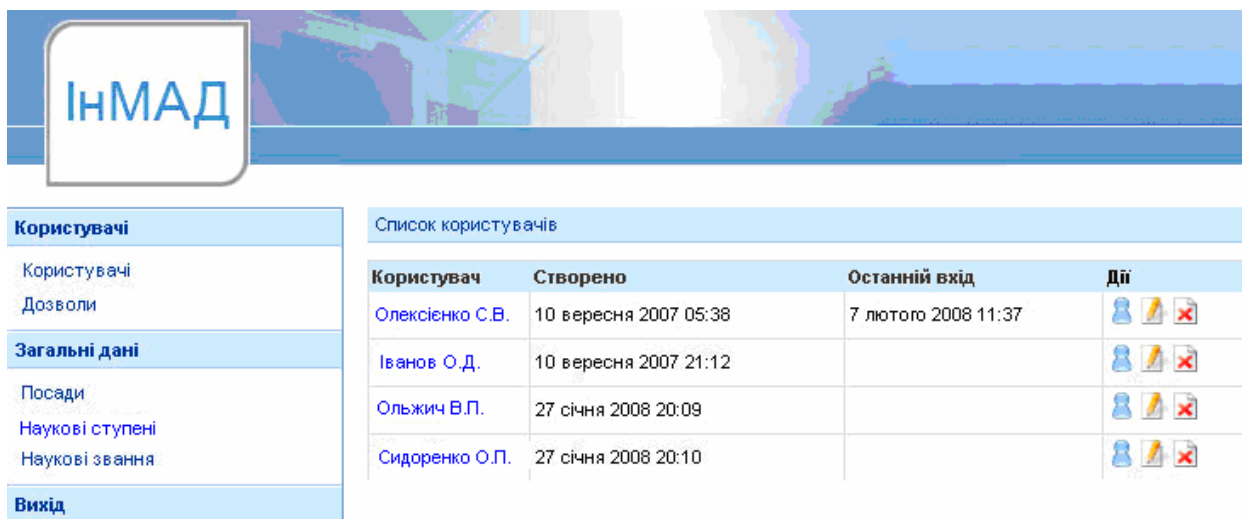 ІнМАД
Користувачі
Користувачі
Дозволи
Загальні дані
Посади
Наукові ступені
Наукові звання
Вихід
Список користувачів
Користувач Створено Останній вхід Дії
Олексієнко С.В. 10 вересня 2007 05:38 7 лютого 2008 11:37
Іванов О.Д. 10 вересня 2007 21:12
Ольжич В.П. 27 січня 2008 20:09
Сидоренко О.П. 27 січня 2008 20:10